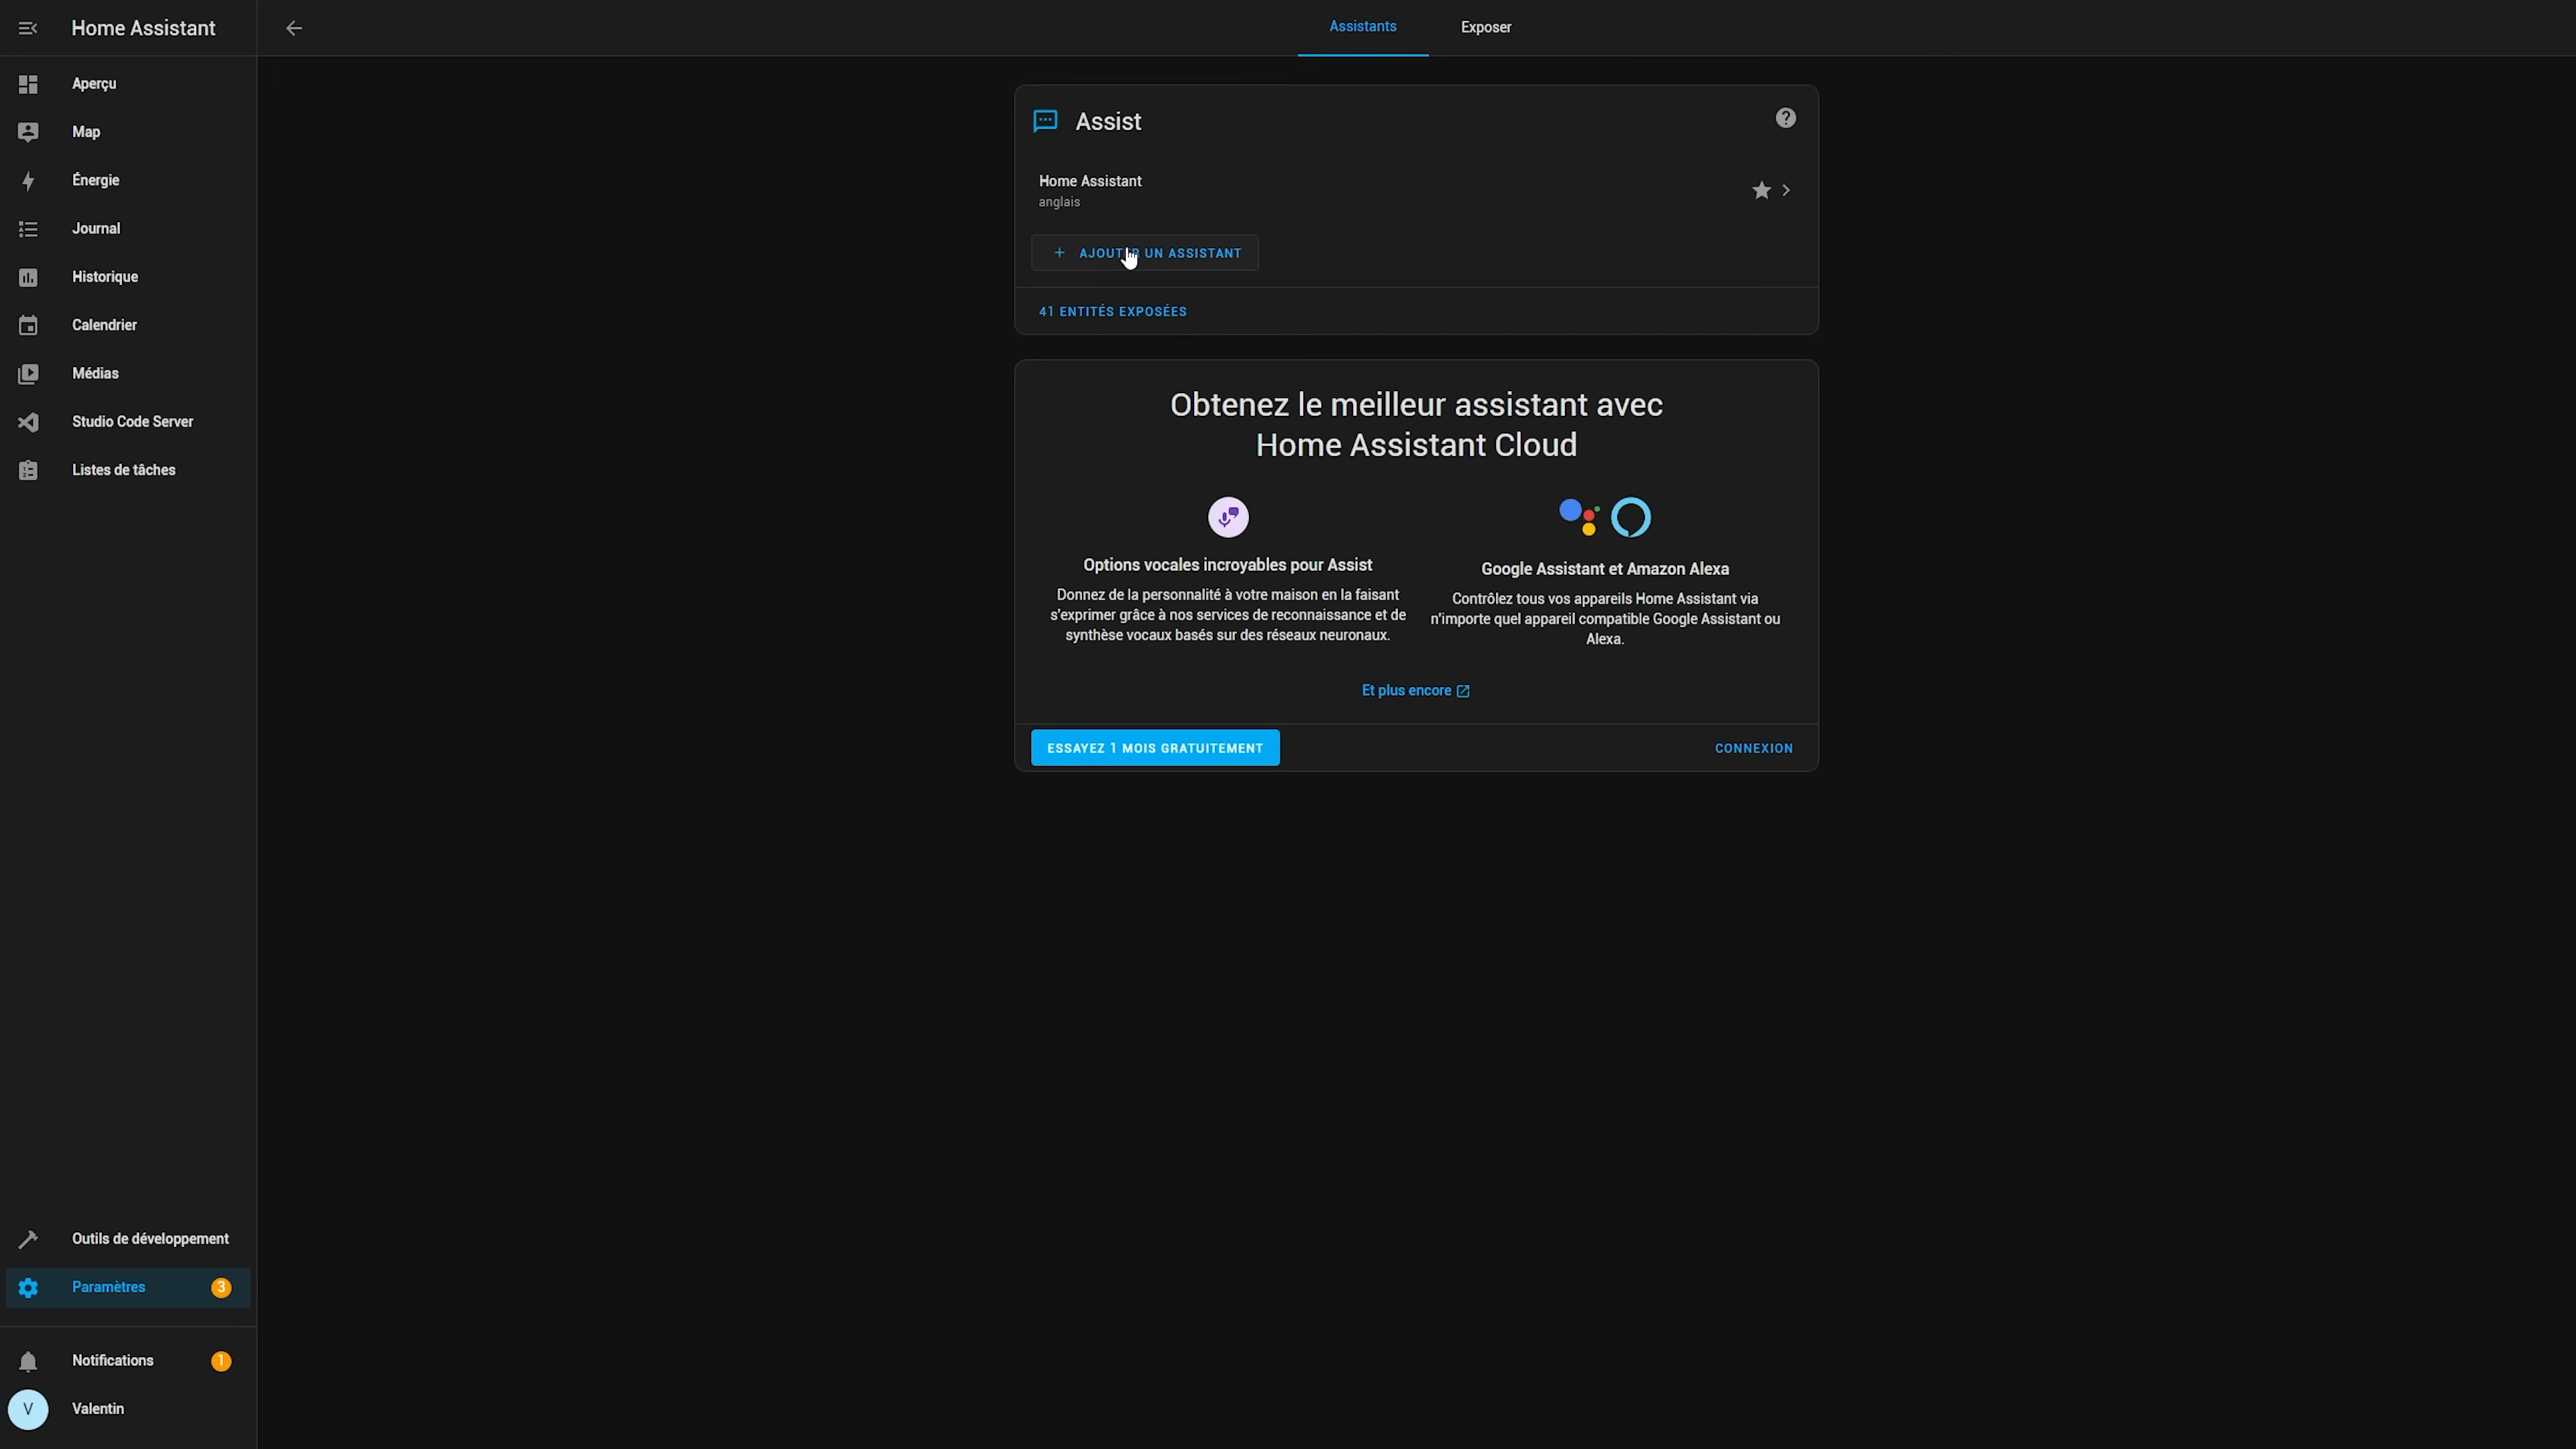 Home Assistant
Aperçu
Map
Énergie
Journal
Historique
Calendrier
Médias
Studio Code Server
Listes de tâches
Outils de développement
Paramètres 3
Notifications 1
V Valentin
Assistants Exposer
Assist
Home Assistant
anglais
AJOUTER UN ASSISTANT
41 ENTITÉS EXPOSÉES
Obtenez le meilleur assistant avec
Home Assistant Cloud
Options vocales incroyables pour Assist
Donnez de la personnalité à votre maison en la faisant
s'exprimer grâce à nos services de reconnaissance et de
synthèse vocaux basés sur des réseaux neuronaux.
Google Assistant et Amazon Alexa
Contrôlez tous vos appareils Home Assistant via
n'importe quel appareil compatible Google Assistant ou
Alexa.
Et plus encore
ESSAYEZ 1 MOIS GRATUITEMENT
CONNEXION